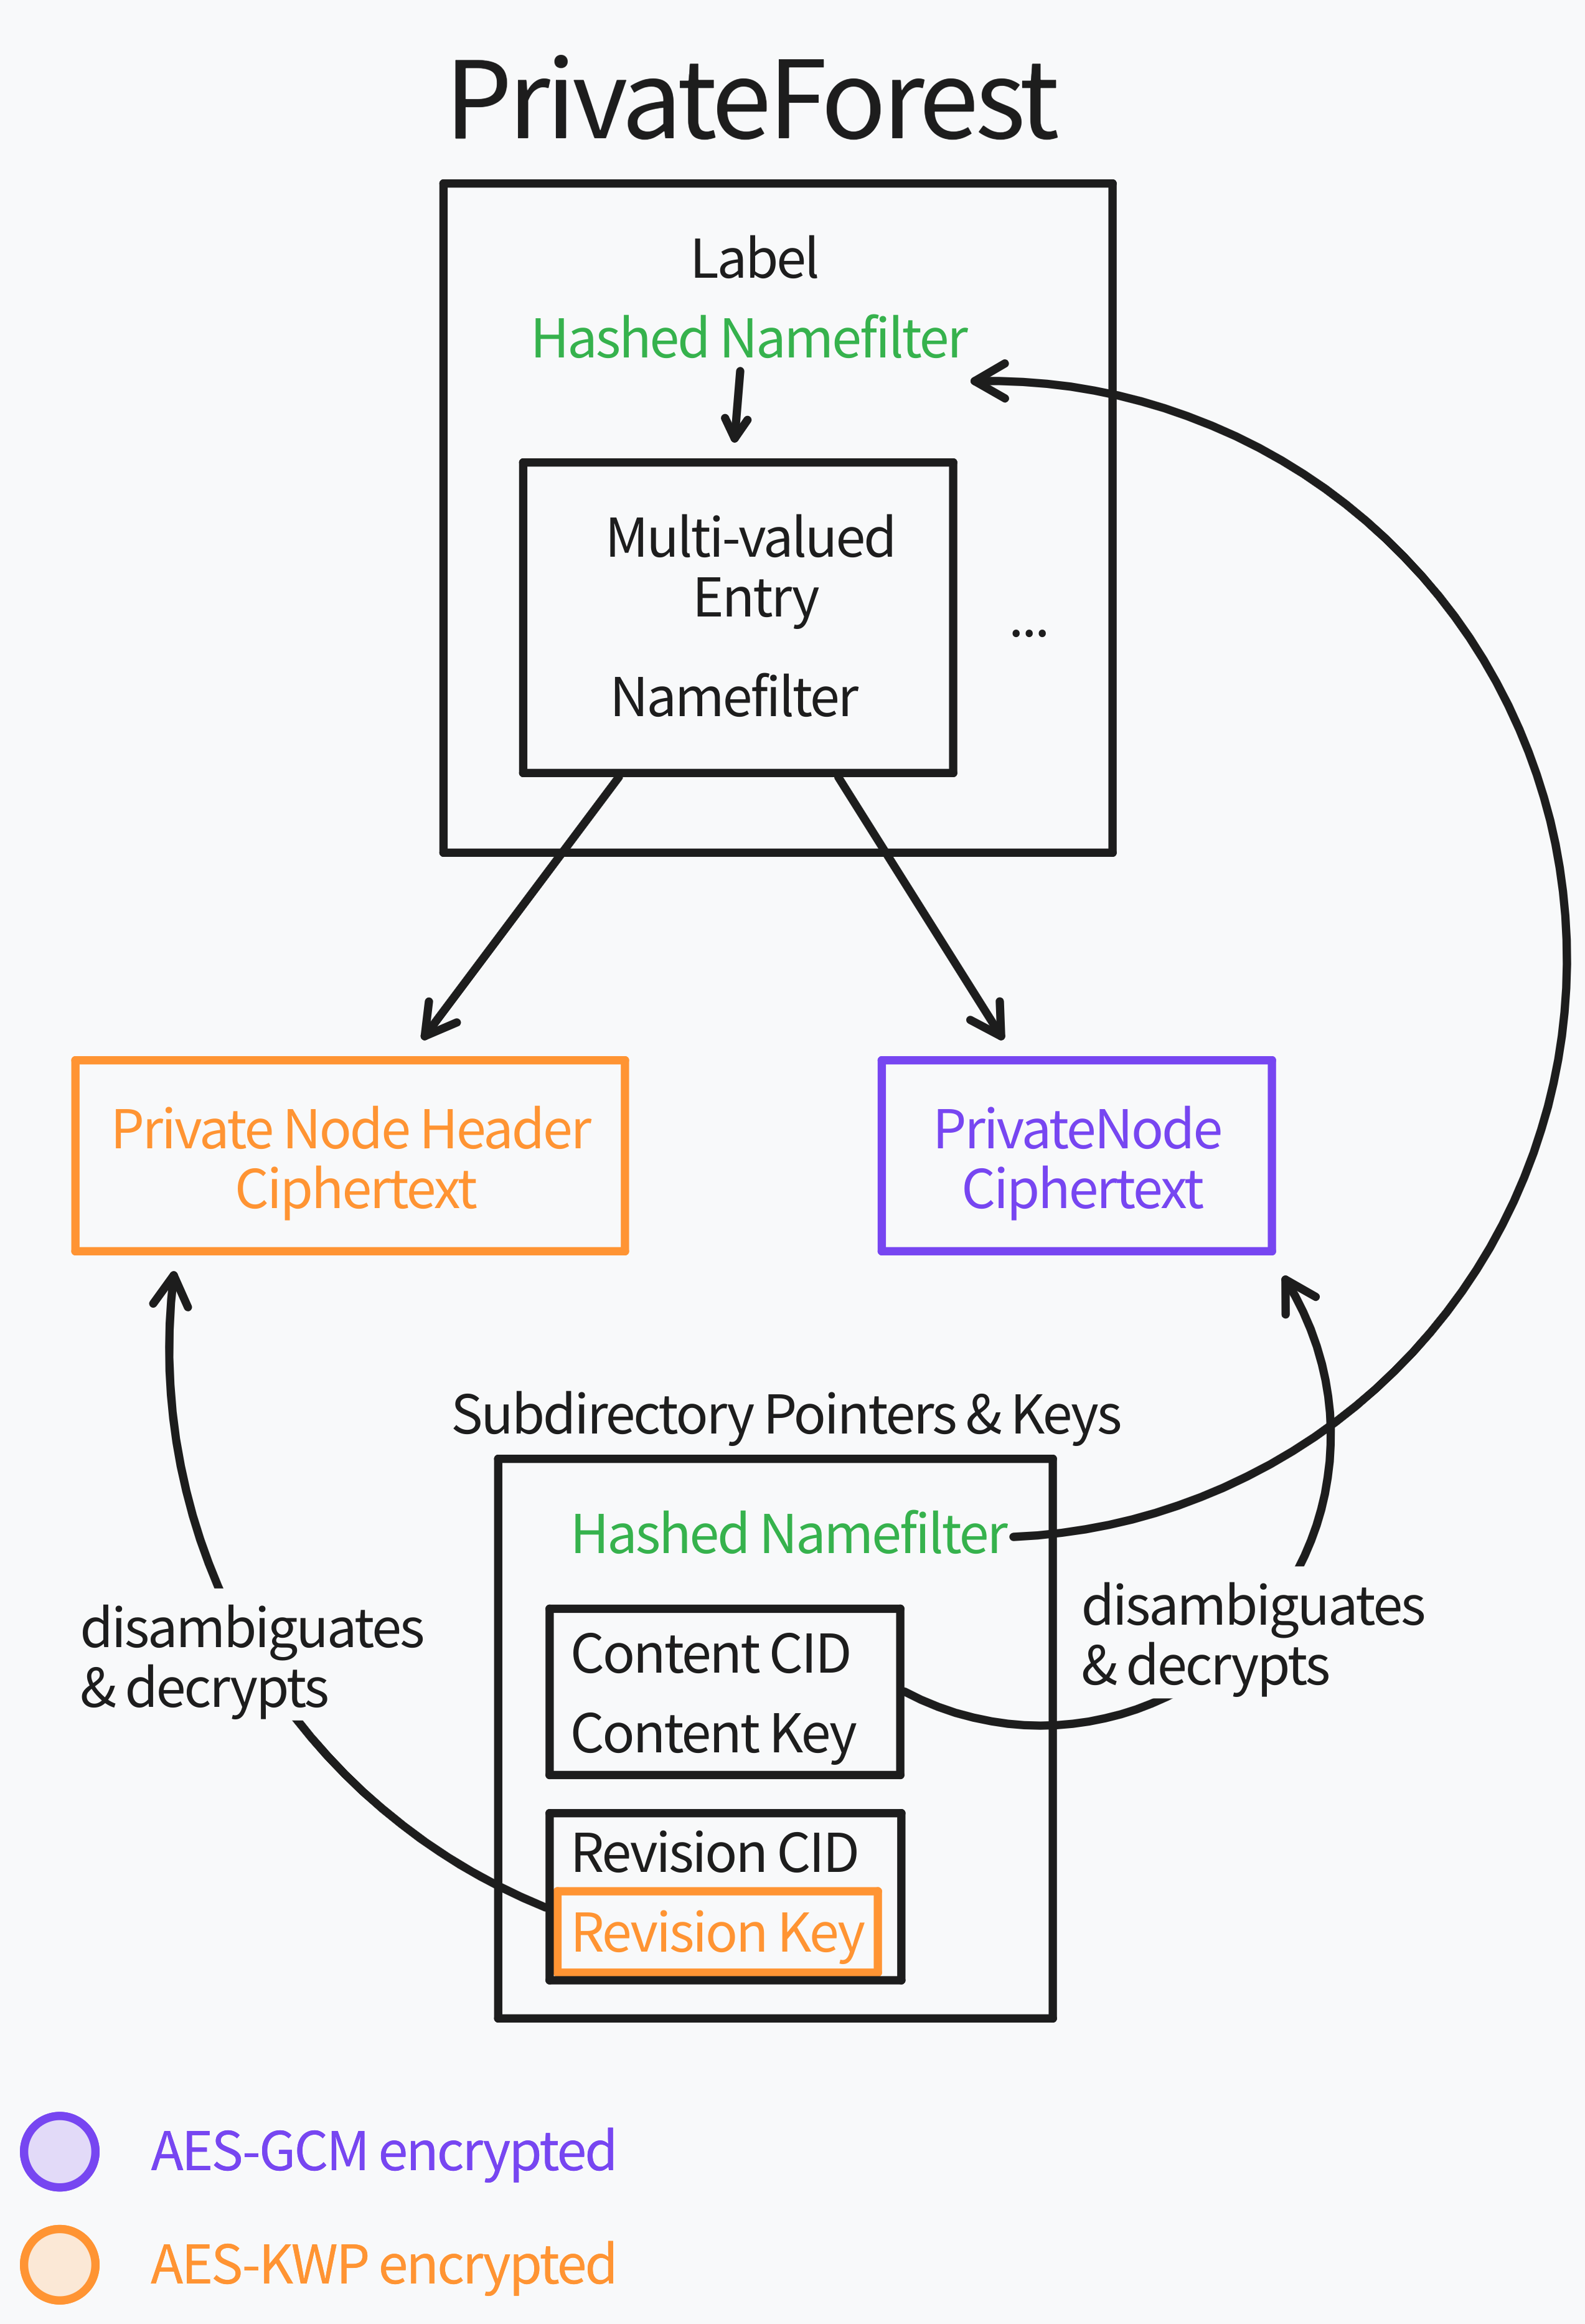 PrivateForest
Label
Hashed Namefilter
Multi-valued
Entry
Namefilter
...
Private Node Header
Ciphertext
PrivateNode
Ciphertext
Subdirectory Pointers & Keys
Hashed Namefilter
Content CID
Content Key
Revision CID
Revision Key
disambiguates
& decrypts
disambiguates
& decrypts
AES-GCM encrypted
AES-KWP encrypted